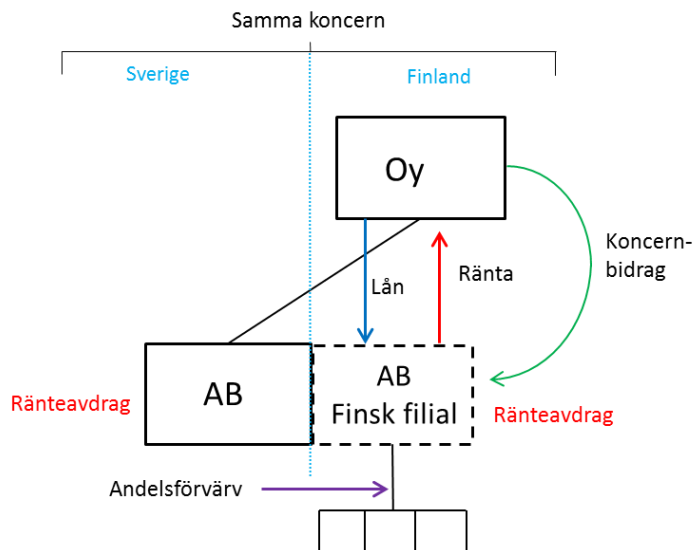 Samma koncern
Sverige
Finland
Oy
Koncern-
bidrag
Lån
Ränta
AB
AB
Finsk filial
Ränteavdrag
Ränteavdrag
Andelsförvärv